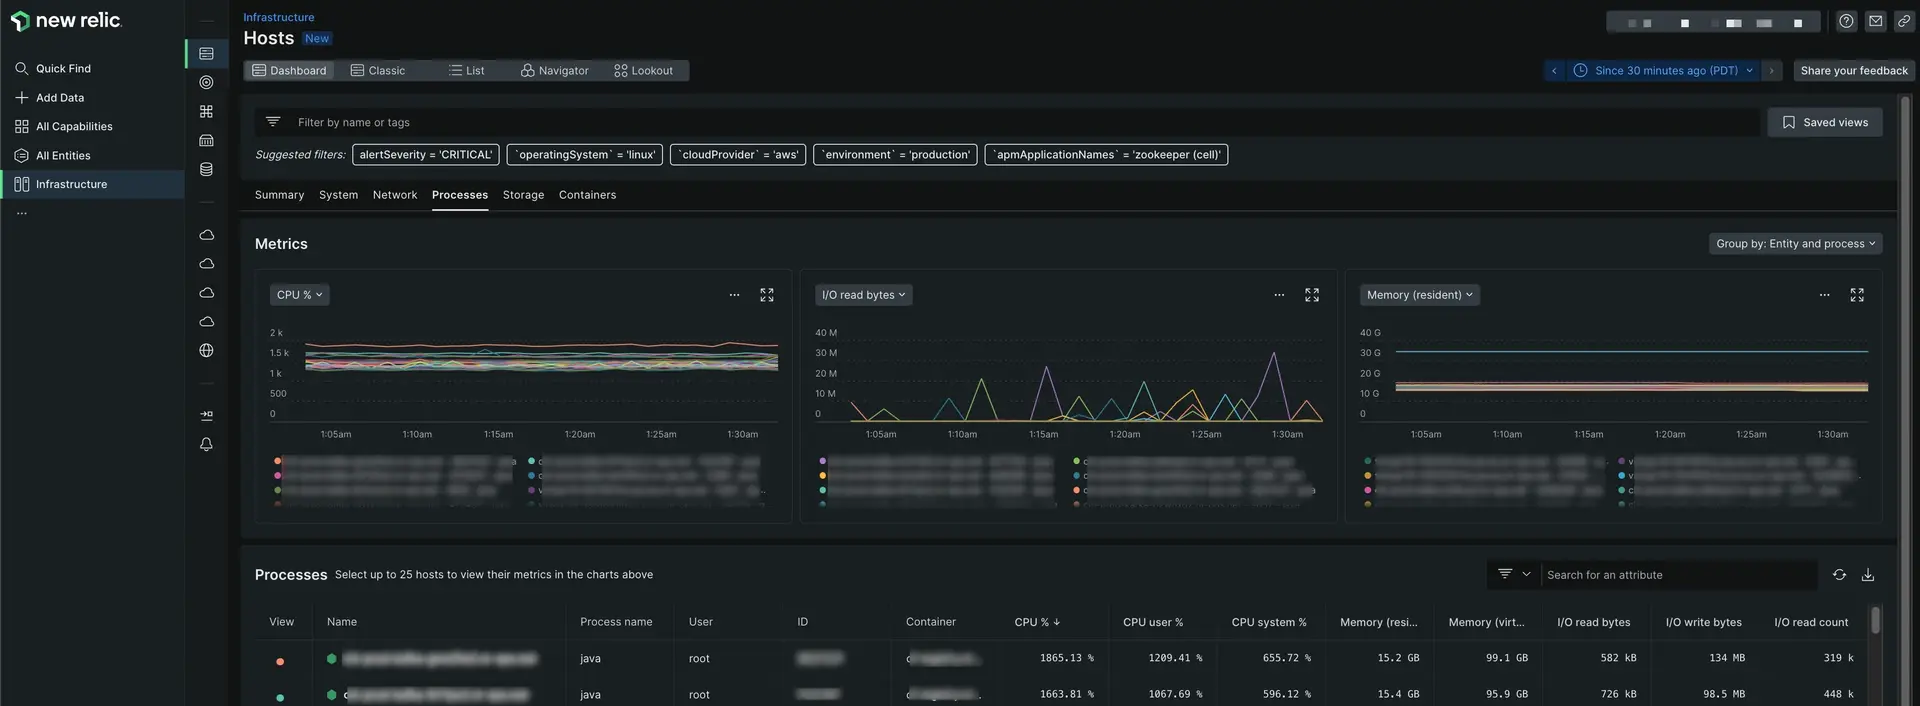 new relic.
Quick Find
Add Data
All Capabilities
All Entities
Infrastructure
...
Infrastructure
Hosts New
Dashboard Classic List Navigator Lookout
Since 30 minutes ago (PDT) Share your feedback
Filter by name or tags Saved views
Suggested filters: alertSeverity = 'CRITICAL' `operatingSystem` = 'linux' `cloudProvider` = 'aws' `environment` = 'production' `apmApplicationNames` = 'zookeeper (cell)'
Summary System Network Processes Storage Containers
Metrics Group by: Entity and process
CPU %
2 k
1.5 k
1 k
500
0
1:05am 1:10am 1:15am 1:20am 1:25am 1:30am
I/O read bytes
40 M
30 M
20 M
10 M
0
1:05am 1:10am 1:15am 1:20am 1:25am 1:30am
Memory (resident)
40 G
30 G
20 G
10 G
0
1:05am 1:10am 1:15am 1:20am 1:25am 1:30am
Processes Select up to 25 hosts to view their metrics in the charts above Search for an attribute
View Name Process name User ID Container CPU % ↓ CPU user % CPU system % Memory (resi... Memory (virt... I/O read bytes I/O write bytes I/O read count
java root 1865.13 % 1209.41 % 655.72 % 15.2 GB 99.1 GB 582 kB 134 MB 319 k
java root 1663.81 % 1067.69 % 596.12 % 15.4 GB 95.9 GB 726 kB 98.5 MB 448 k